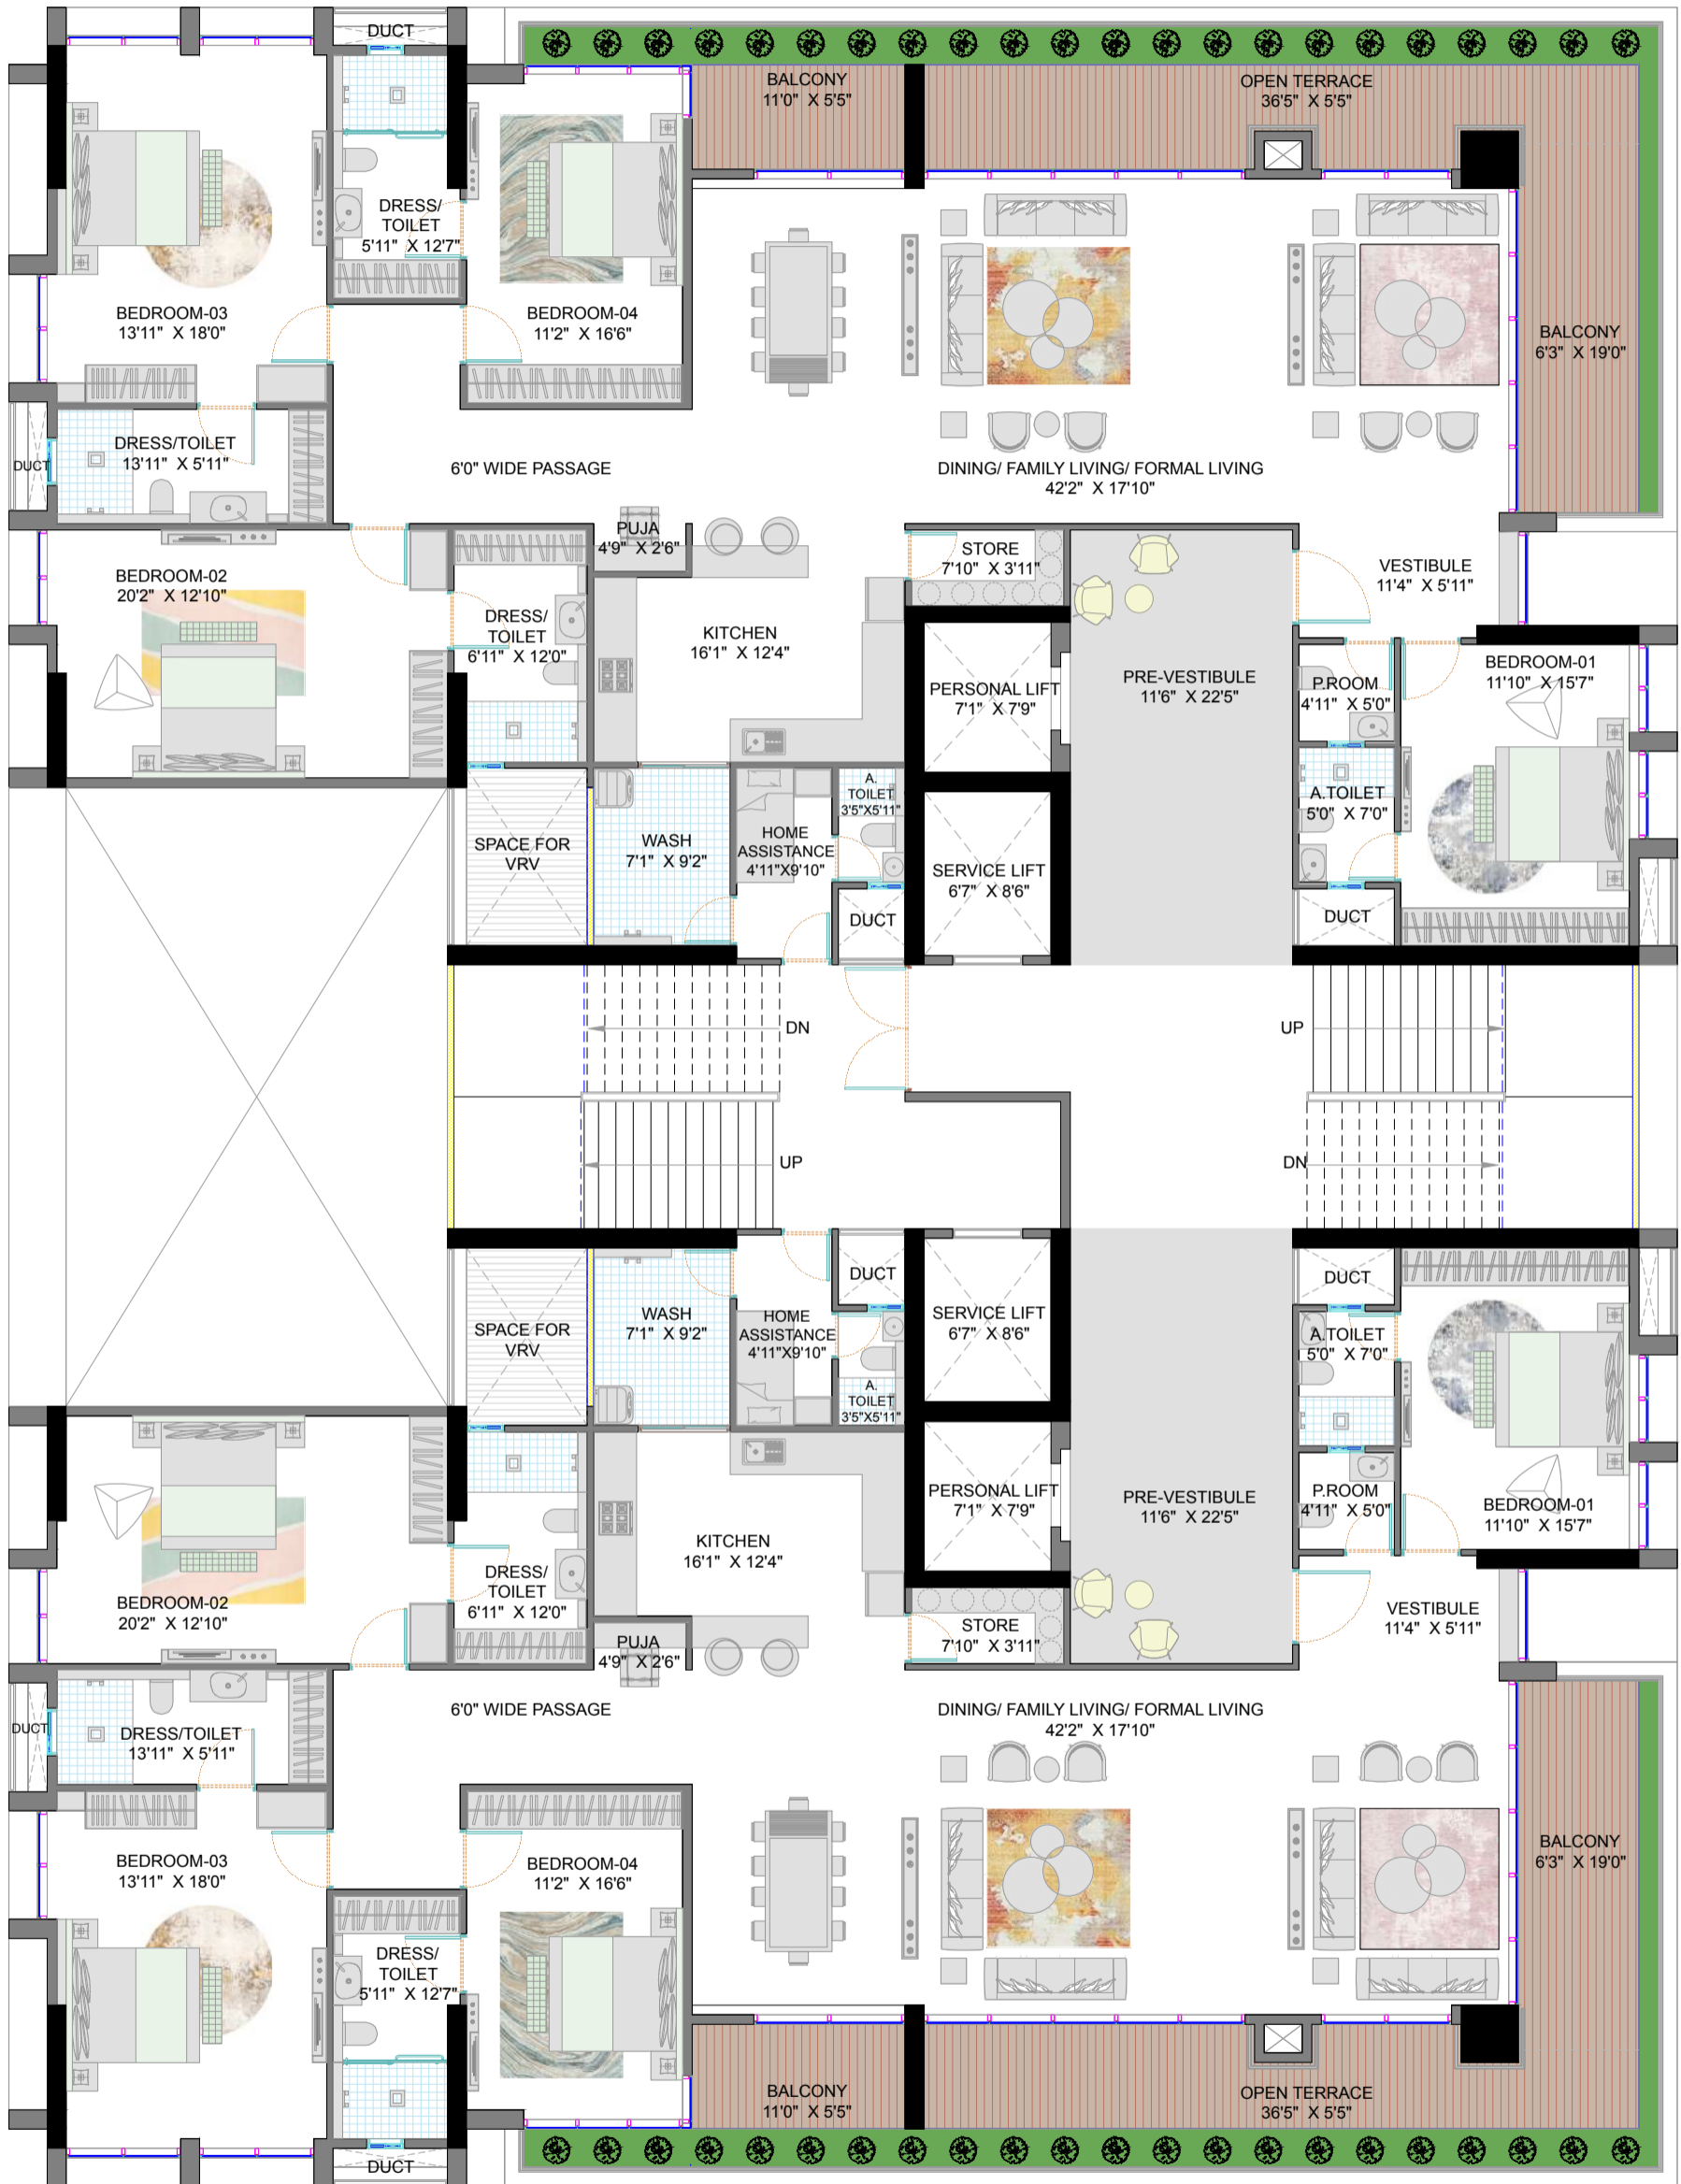 DUCT
BALCONY
11'0" X 5'5"
OPEN TERRACE
36'5" X 5'5"
DRESS/
TOILET
5'11" X 12'7"
BEDROOM-03
13'11" X 18'0"
BEDROOM-04
11'2" X 16'6"
BALCONY
6'3" X 19'0"
DUCT
DRESS/TOILET
13'11" X 5'11"
6'0" WIDE PASSAGE
DINING/ FAMILY LIVING/ FORMAL LIVING
42'2" X 17'10"
PUJA
4'9" X 2'6"
STORE
7'10" X 3'11"
VESTIBULE
11'4" X 5'11"
BEDROOM-02
20'2" X 12'10"
DRESS/
TOILET
6'11" X 12'0"
KITCHEN
16'1" X 12'4"
PERSONAL LIFT
7'1" X 7'9"
PRE-VESTIBULE
11'6" X 22'5"
P.ROOM
4'11" X 5'0"
BEDROOM-01
11'10" X 15'7"
SPACE FOR
VRV
WASH
7'1" X 9'2"
HOME
ASSISTANCE
4'11"X9'10"
A.
TOILET
3'5"X5'11"
SERVICE LIFT
6'7" X 8'6"
A.TOILET
5'0" X 7'0"
DUCT
DUCT
DN
UP
UP
DN
SPACE FOR
VRV
WASH
7'1" X 9'2"
HOME
ASSISTANCE
4'11"X9'10"
DUCT
A.
TOILET
3'5"X5'11"
SERVICE LIFT
6'7" X 8'6"
DUCT
A.TOILET
5'0" X 7'0"
PERSONAL LIFT
7'1" X 7'9"
PRE-VESTIBULE
11'6" X 22'5"
P.ROOM
4'11" X 5'0"
BEDROOM-01
11'10" X 15'7"
KITCHEN
16'1" X 12'4"
BEDROOM-02
20'2" X 12'10"
DRESS/
TOILET
6'11" X 12'0"
PUJA
4'9" X 2'6"
STORE
7'10" X 3'11"
VESTIBULE
11'4" X 5'11"
DUCT
DRESS/TOILET
13'11" X 5'11"
6'0" WIDE PASSAGE
DINING/ FAMILY LIVING/ FORMAL LIVING
42'2" X 17'10"
BEDROOM-03
13'11" X 18'0"
BEDROOM-04
11'2" X 16'6"
BALCONY
6'3" X 19'0"
DRESS/
TOILET
5'11" X 12'7"
BALCONY
11'0" X 5'5"
OPEN TERRACE
36'5" X 5'5"
DUCT